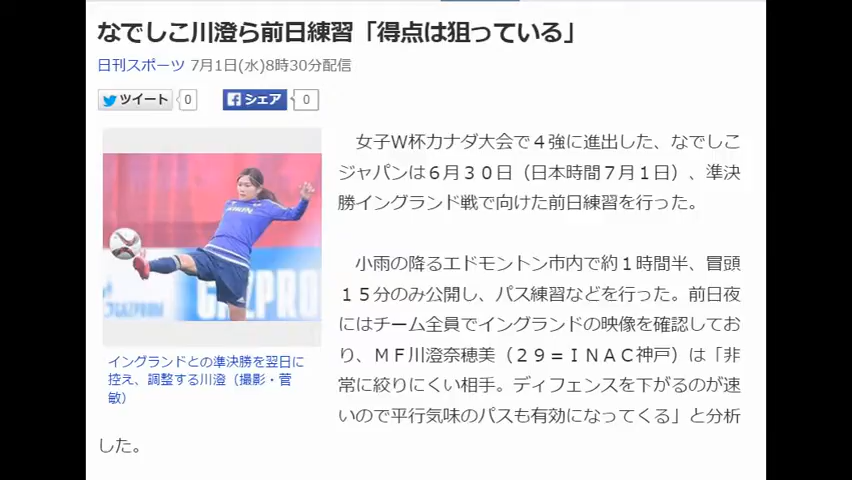 なでしこ川澄ら前日練習「得点は狙っている」
日刊スポーツ 7月1日(水)8時30分配信
ツイート 0 シェア 0
女子Ｗ杯カナダ大会で４強に進出した、なでしこ
ジャパンは６月３０日（日本時間７月１日）、準決
勝イングランド戦で向けた前日練習を行った。
小雨の降るエドモントン市内で約１時間半、冒頭
１５分のみ公開し、パス練習などを行った。前日夜
にはチーム全員でイングランドの映像を確認してお
り、ＭＦ川澄奈穂美（２９＝ＩＮＡＣ神戸）は「非
常に絞りにくい相手。ディフェンスを下がるのが速
いので平行気味のパスも有効になってくる」と分析
した。
KIRIN
GAZPROM
GAZPRO
イングランドとの準決勝を翌日に
控え、調整する川澄（撮影・菅
敏）